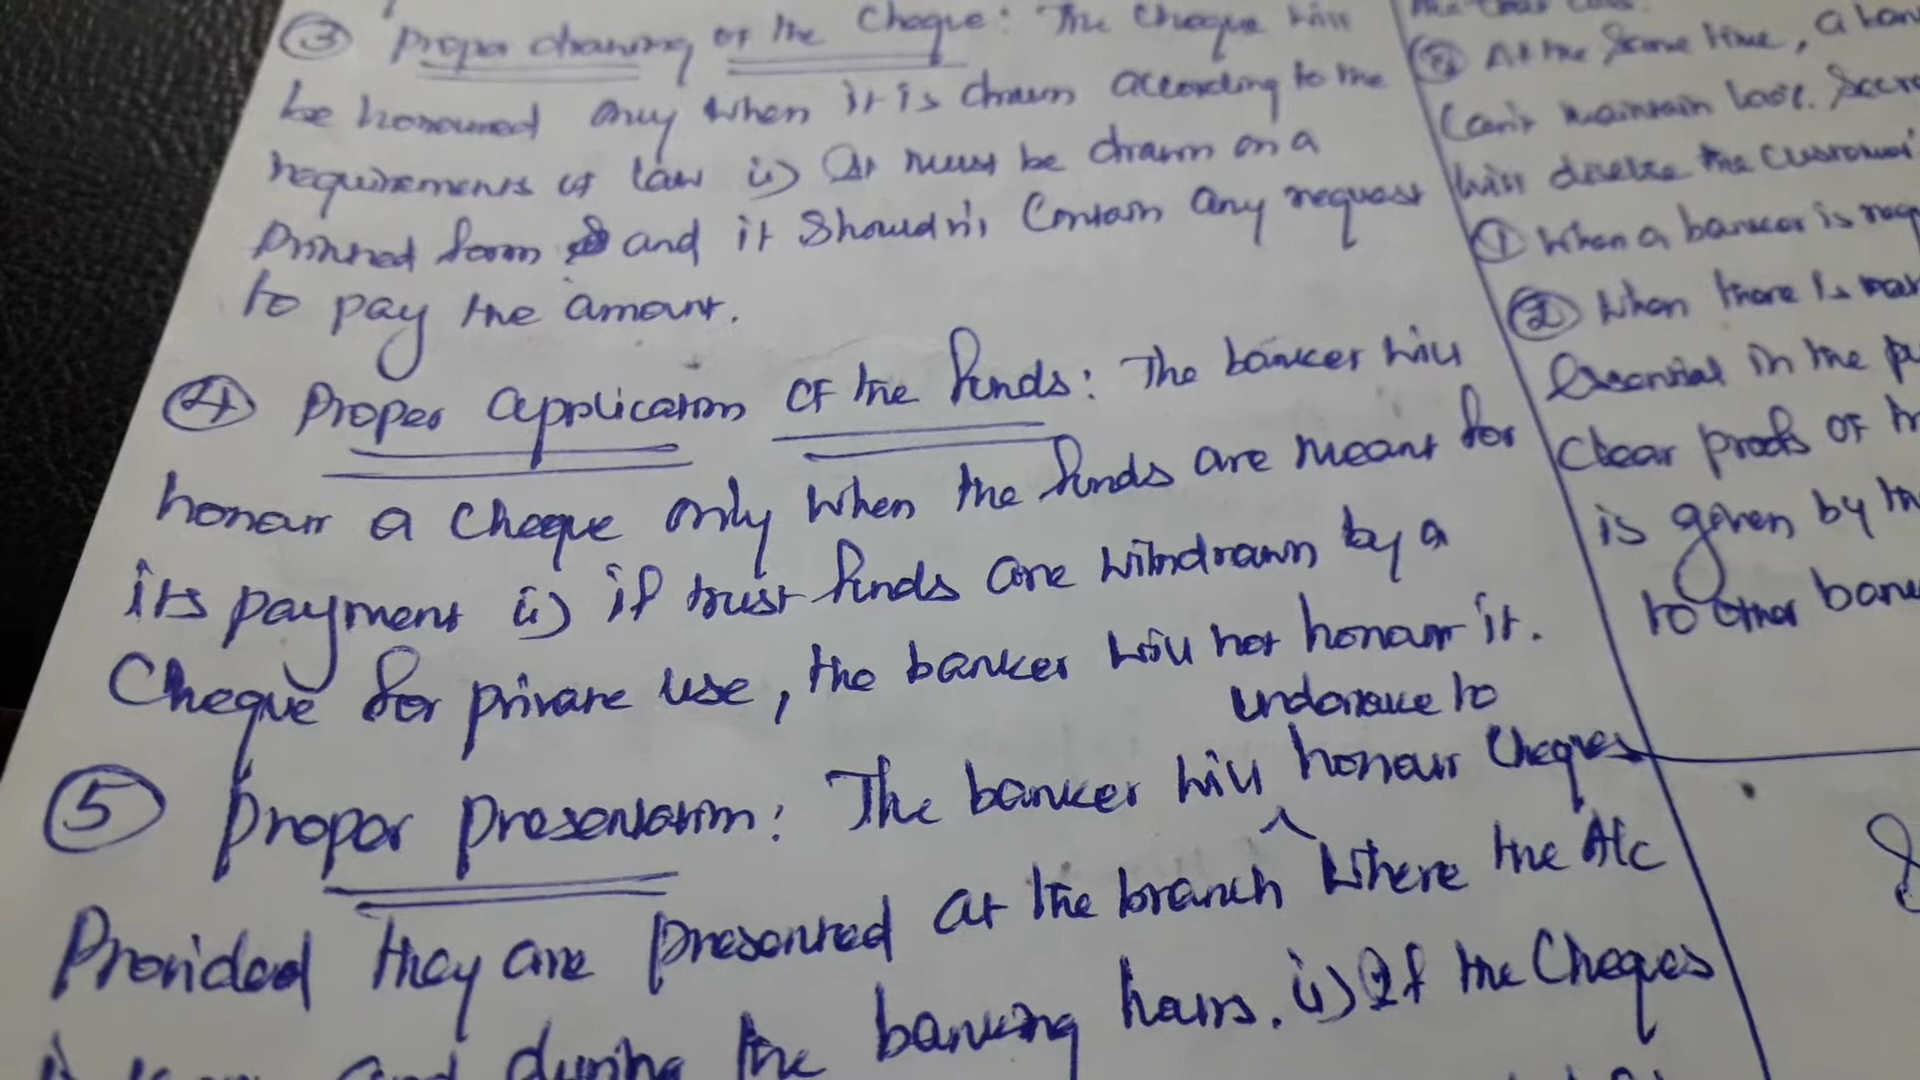 ③ Proper drawing of the Cheque: The Cheque will
be honoured only when it is drawn according to the
requirements of law ii) It must be drawn on a
Printed form and it shouldn't Contain any request
to pay the amount.
④ Proper application of the funds: The banker will
honour a Cheque only when the funds are meant for
its payment ii) if trust funds are withdrawn by a
Cheque for private use, the banker will not honour it.
undertake to
⑤ Proper presentation: The banker will ^ honour Cheques
Provided they are presented at the branch where the A/c
and during the banking hours. ii) If the Cheques
At the same time, a
Can't maintain
will disclose the Customer's
① When a banker is
② When there is
Essential in the
Clear proofs of
is given by
to other